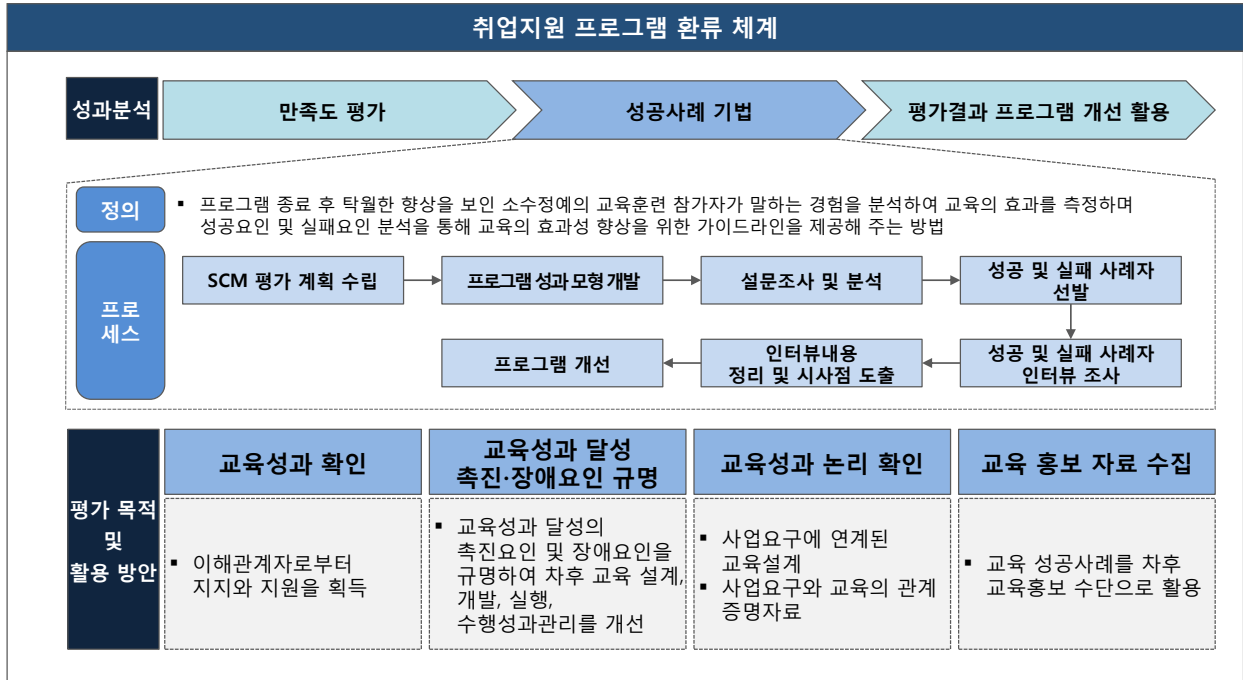 취업지원 프로그램 환류 체계
성과분석
만족도 평가
성공사례 기법
평가결과 프로그램 개선 활용
정의
▪ 프로그램 종료 후 탁월한 향상을 보인 소수정예의 교육훈련 참가자가 말하는 경험을 분석하여 교육의 효과를 측정하며
성공요인 및 실패요인 분석을 통해 교육의 효과성 향상을 위한 가이드라인을 제공해 주는 방법
프로
세스
SCM 평가 계획 수립
프로그램 성과 모형 개발
설문조사 및 분석
성공 및 실패 사례자
선발
성공 및 실패 사례자
인터뷰 조사
인터뷰내용
정리 및 시사점 도출
프로그램 개선
평가 목적
및
활용 방안
교육성과 확인
▪ 이해관계자로부터
지지와 지원을 획득
교육성과 달성
촉진·장애요인 규명
▪ 교육성과 달성의
촉진요인 및 장애요인을
규명하여 차후 교육 설계,
개발, 실행,
수행성과관리를 개선
교육성과 논리 확인
▪ 사업요구에 연계된
교육설계
▪ 사업요구와 교육의 관계
증명자료
교육 홍보 자료 수집
▪ 교육 성공사례를 차후
교육홍보 수단으로 활용